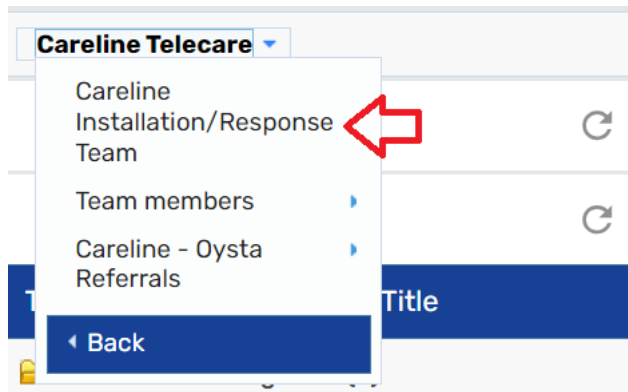 Careline Telecare
Careline
Installation/Response
Team
Team members
Careline - Oysta
Referrals
Title
Back